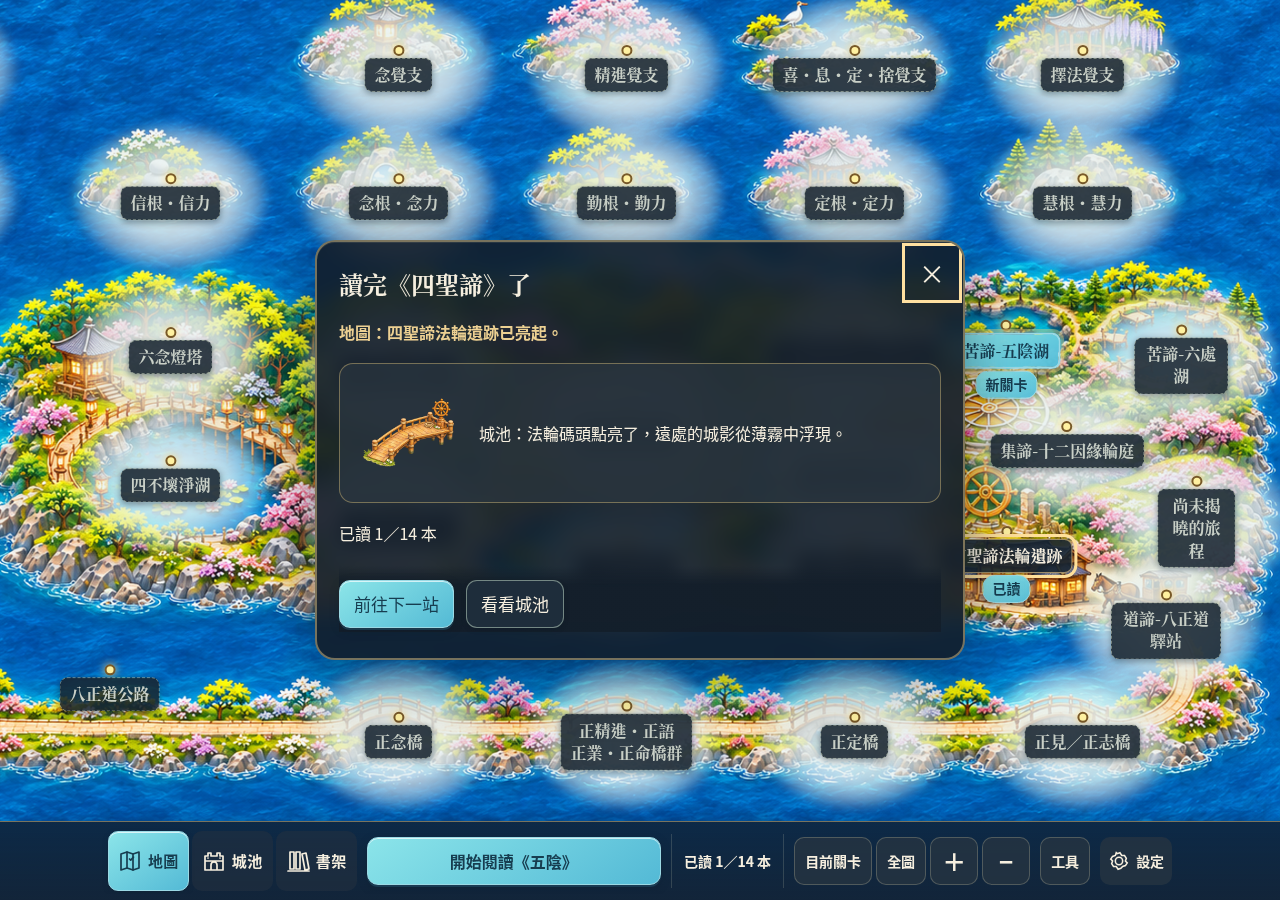 念覺支
精進覺支
喜・息・定・捨覺支
擇法覺支
信根・信力
念根・念力
勤根・勤力
定根・定力
慧根・慧力
讀完《四聖諦》了
地圖：四聖諦法輪遺跡已亮起。
城池：法輪碼頭點亮了，遠處的城影從薄霧中浮現。
已讀 1／14 本
前往下一站
看看城池
六念燈塔
四不壞淨湖
苦諦-五陰湖
新關卡
苦諦-六處
湖
集諦-十二因緣輪庭
尚未揭
曉的旅
程
聖諦法輪遺跡
已讀
道諦-八正道
驛站
八正道公路
正念橋
正精進・正語
正業・正命橋群
正定橋
正見／正志橋
地圖
城池
書架
開始閱讀《五陰》
已讀 1／14 本
目前關卡
全圖
＋
－
工具
設定